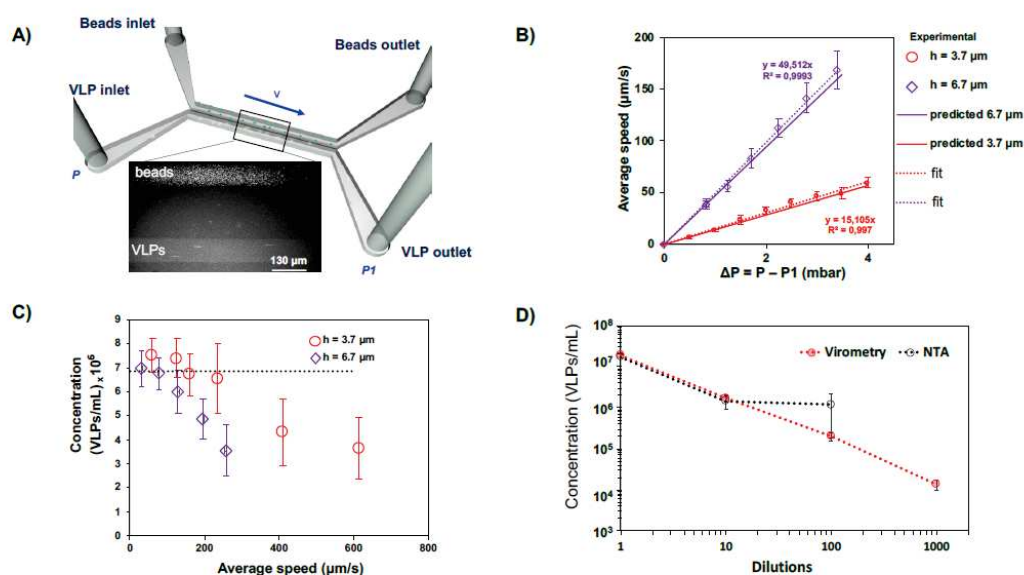 A)
Beads inlet
Beads outlet
VLP inlet
V
P
beads
VLPs
130 µm
VLP outlet
P1
B)
200
150
100
50
0
Average speed (µm/s)
y = 49,512x
R² = 0,9993
y = 15,105x
R² = 0,997
0
2
4
ΔP = P – P1 (mbar)
Experimental
h = 3.7 µm
h = 6.7 µm
predicted 6.7 µm
predicted 3.7 µm
fit
fit
C)
9
8
7
6
5
4
3
2
1
0
Concentration
(VLPs/mL) x 10⁶
h = 3.7 µm
h = 6.7 µm
0
200
400
600
800
Average speed (µm/s)
D)
10⁸
10⁷
10⁶
10⁵
10⁴
10³
Concentration (VLPs/mL)
Virometry
NTA
1
10
100
1000
Dilutions